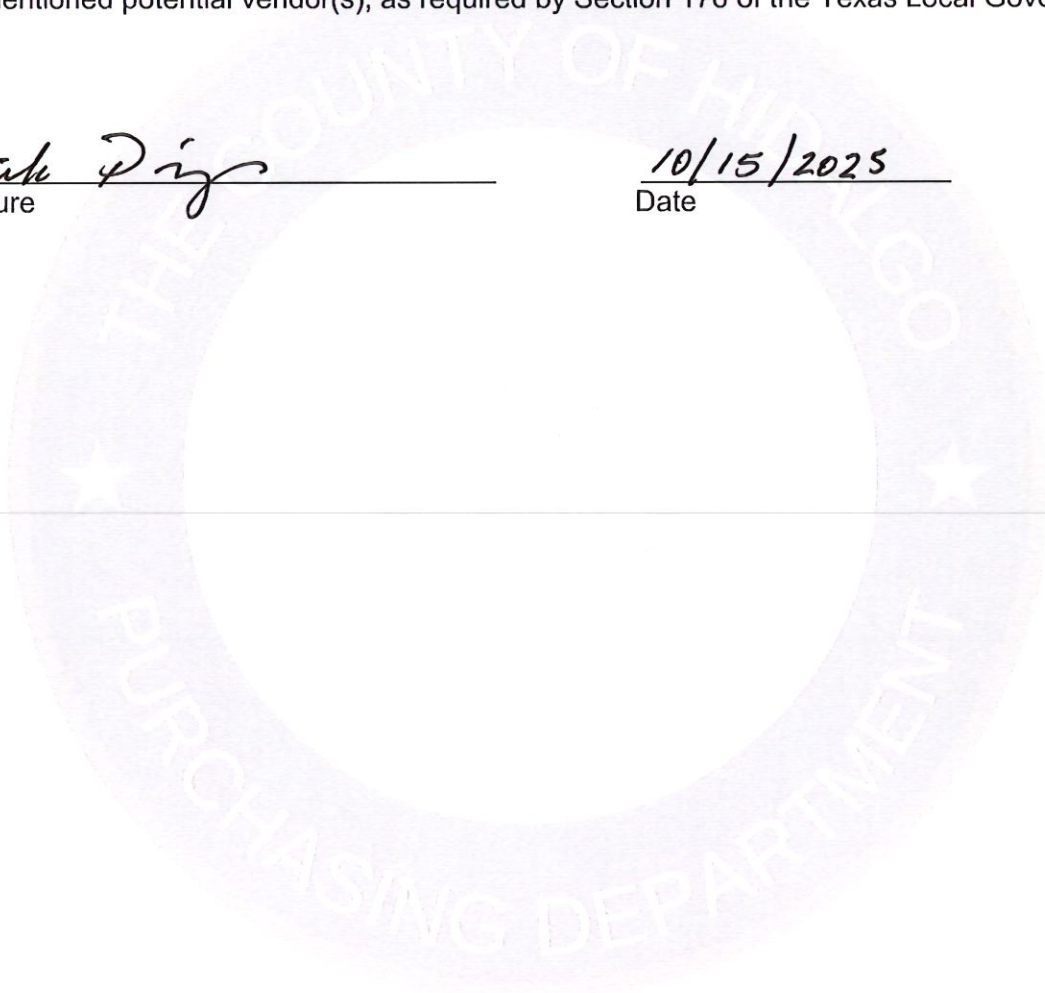 mentioned potential vendor(s), as required by Section 176 of the Texas Local Gove
10/15/2025
ure
Date
THE COUNTY OF HIDALGO
PURCHASING DEPARTMENT